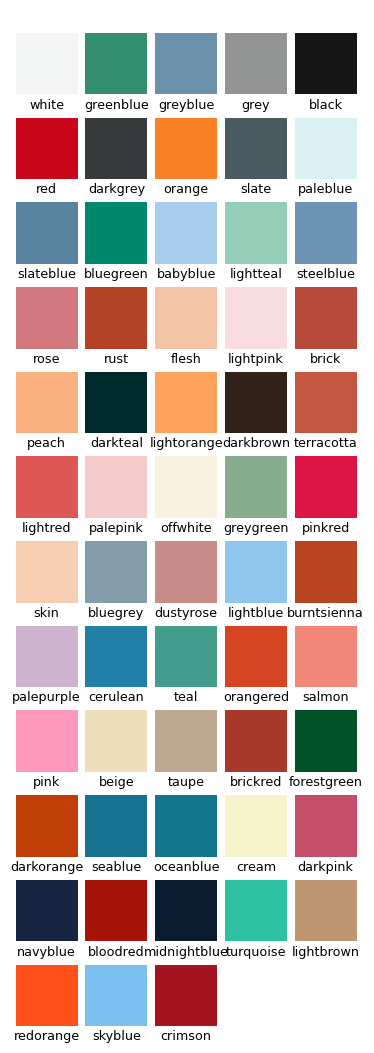 white greenblue greyblue grey black
red darkgrey orange slate paleblue
slateblue bluegreen babyblue lightteal steelblue
rose rust flesh lightpink brick
peach darkteal lightorange darkbrown terracotta
lightred palepink offwhite greygreen pinkred
skin bluegrey dustyrose lightblue burntsienna
palepurple cerulean teal orangered salmon
pink beige taupe brickred forestgreen
darkorange seablue oceanblue cream darkpink
navyblue bloodred midnightblue turquoise lightbrown
redorange skyblue crimson